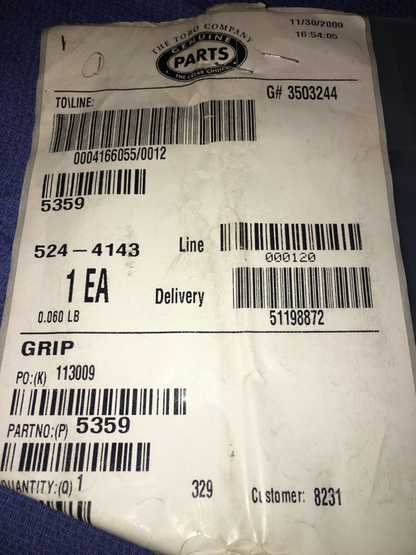 THE TORO COMPANY
GENUINE
PARTS
THE CLEAR CHOICE
11/30/2009
16:54:05
TO\LINE:
G# 3503244
0004166055/0012
5359
524-4143
Line
000120
1 EA
Delivery
0.060 LB
51198872
GRIP
PO:(K) 113009
PARTNO:(P) 5359
QUANTITY:(Q) 1
329
Customer: 8231